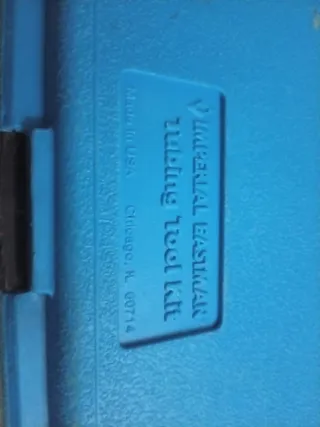 IMPERIAL EASTMAN
Tubing Tool Kit
Made in USA Chicago, IL 60714